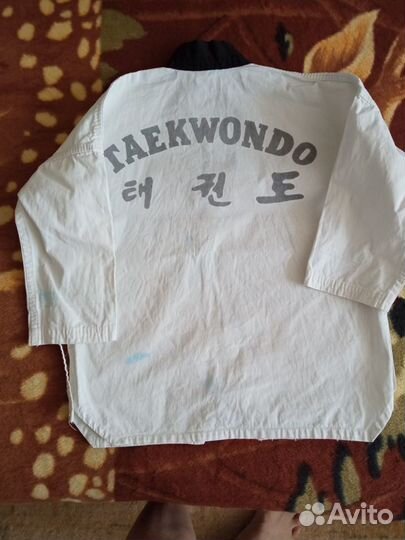 TAEKWONDO
태 권 도
Avito